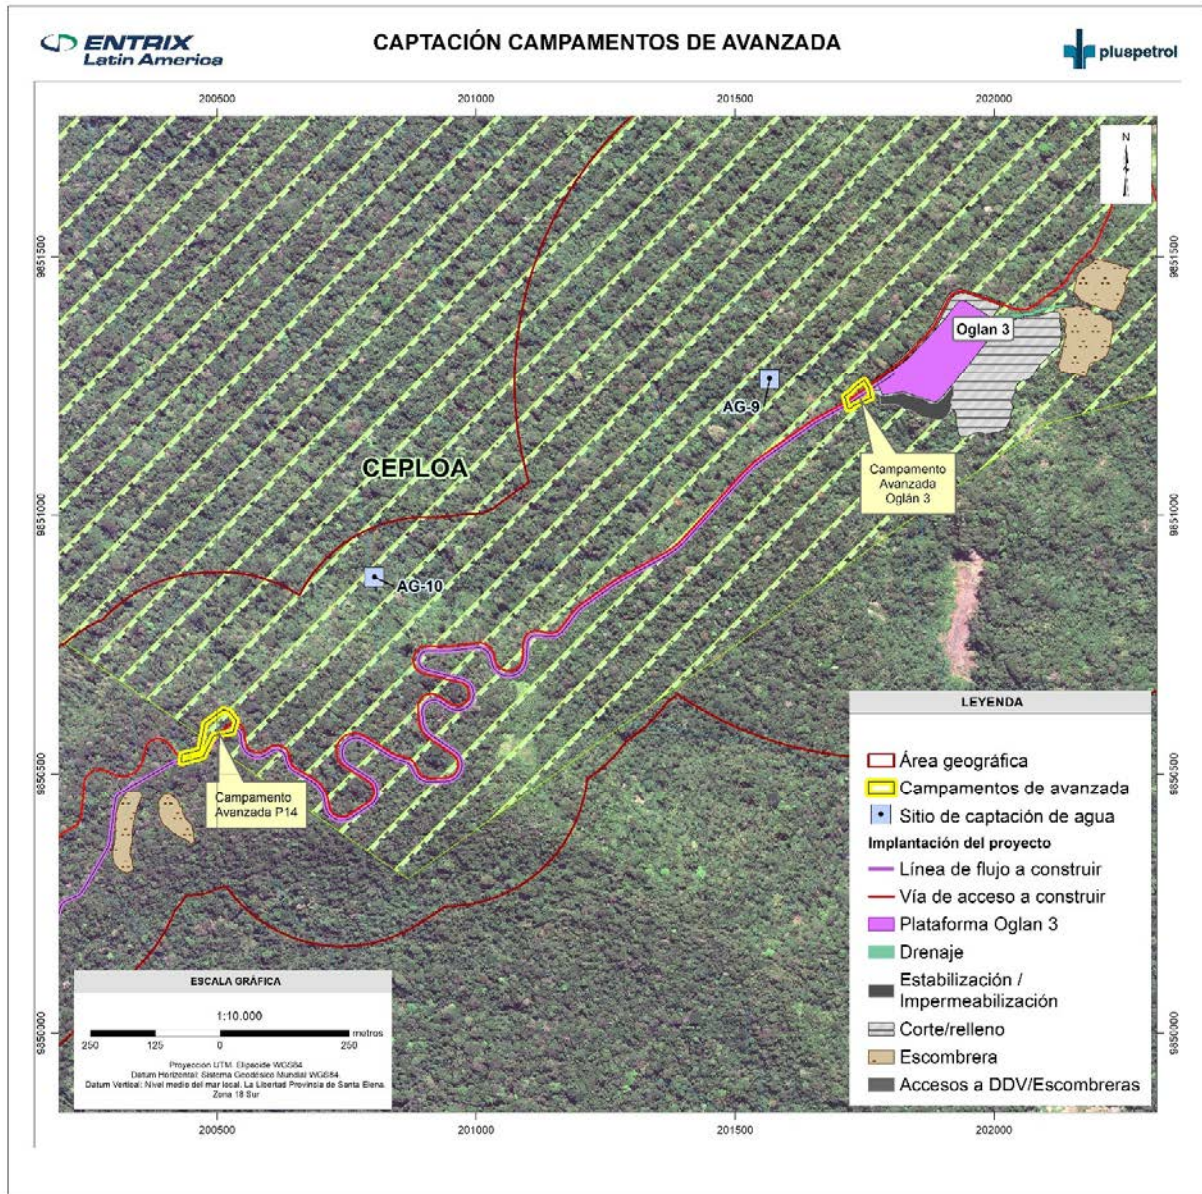 ENTRIX
Latin America
CAPTACIÓN CAMPAMENTOS DE AVANZADA
pluspetrol
200500
201000
201500
202000
N
9851500
9851500
Oglan 3
AG-9
CEPLOA
Campamento
Avanzada
Oglán 3
9851000
9851000
AG-10
LEYENDA
Área geográfica
Campamentos de avanzada
Sitio de captación de agua
Implantación del proyecto
Línea de flujo a construir
Vía de acceso a construir
Plataforma Oglan 3
Drenaje
Estabilización /
Impermeabilización
Corte/relleno
Escombrera
Accesos a DDV/Escombreras
9850500
9850500
Campamento
Avanzada P14
ESCALA GRÁFICA
1:10.000
metros
250
125
0
250
Proyección UTM. Elipsoide WGS84
Datum Horizontal: Sistema Geodésico Mundial WGS84
Datum Vertical: Nivel medio del mar local. La Libertad Provincia de Santa Elena.
Zona 18 Sur
9850000
9850000
200500
201000
201500
202000